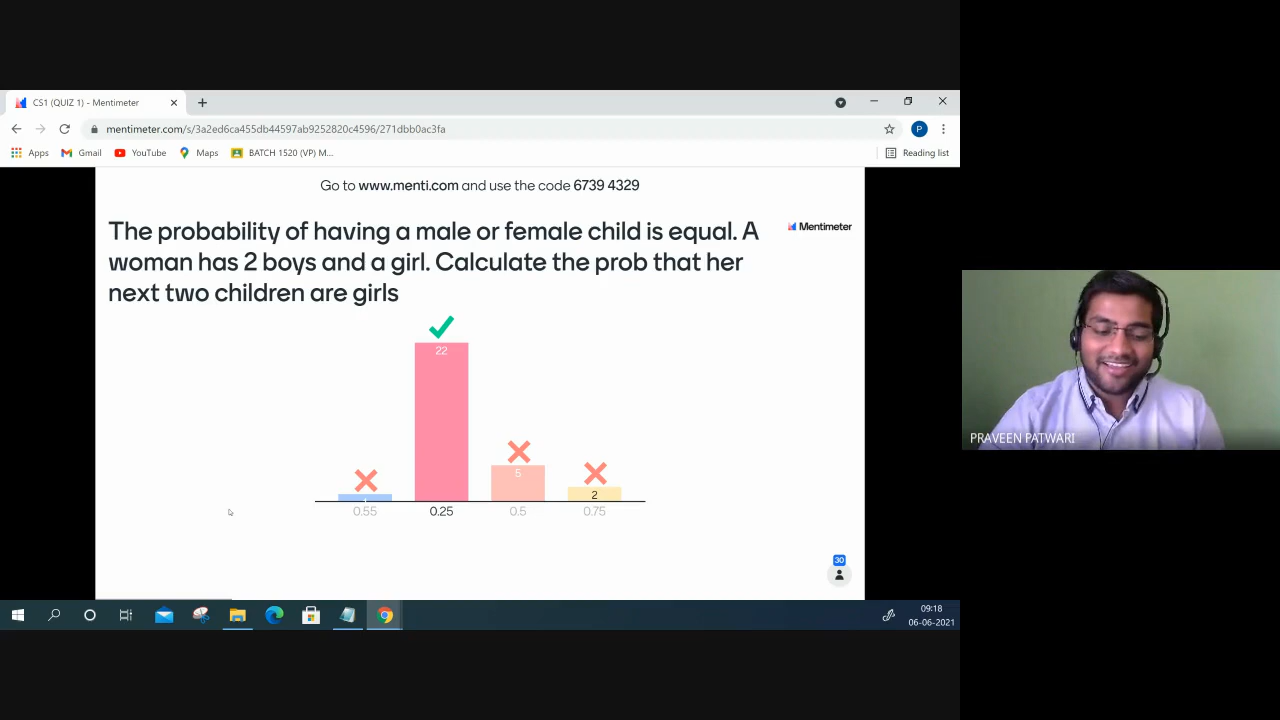 CS1 (QUIZ 1) - Mentimeter
mentimeter.com/s/3a2ed6ca455db44597ab9252820c4596/271dbb0ac3fa
P
Apps
Gmail
YouTube
Maps
BATCH 1520 (VP) M...
Reading list
Go to www.menti.com and use the code 6739 4329
The probability of having a male or female child is equal. A
woman has 2 boys and a girl. Calculate the prob that her
next two children are girls
Mentimeter
22
5
2
0.55
0.25
0.5
0.75
30
PRAVEEN PATWARI
09:18
06-06-2021